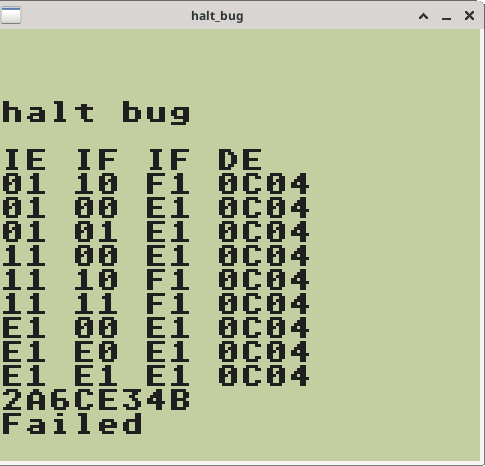 halt_bug
halt bug
IE IF IF DE
01 10 F1 0C04
01 00 E1 0C04
01 01 E1 0C04
11 00 E1 0C04
11 10 F1 0C04
11 11 F1 0C04
E1 00 E1 0C04
E1 E0 E1 0C04
E1 E1 E1 0C04
2A6CE34B
Failed